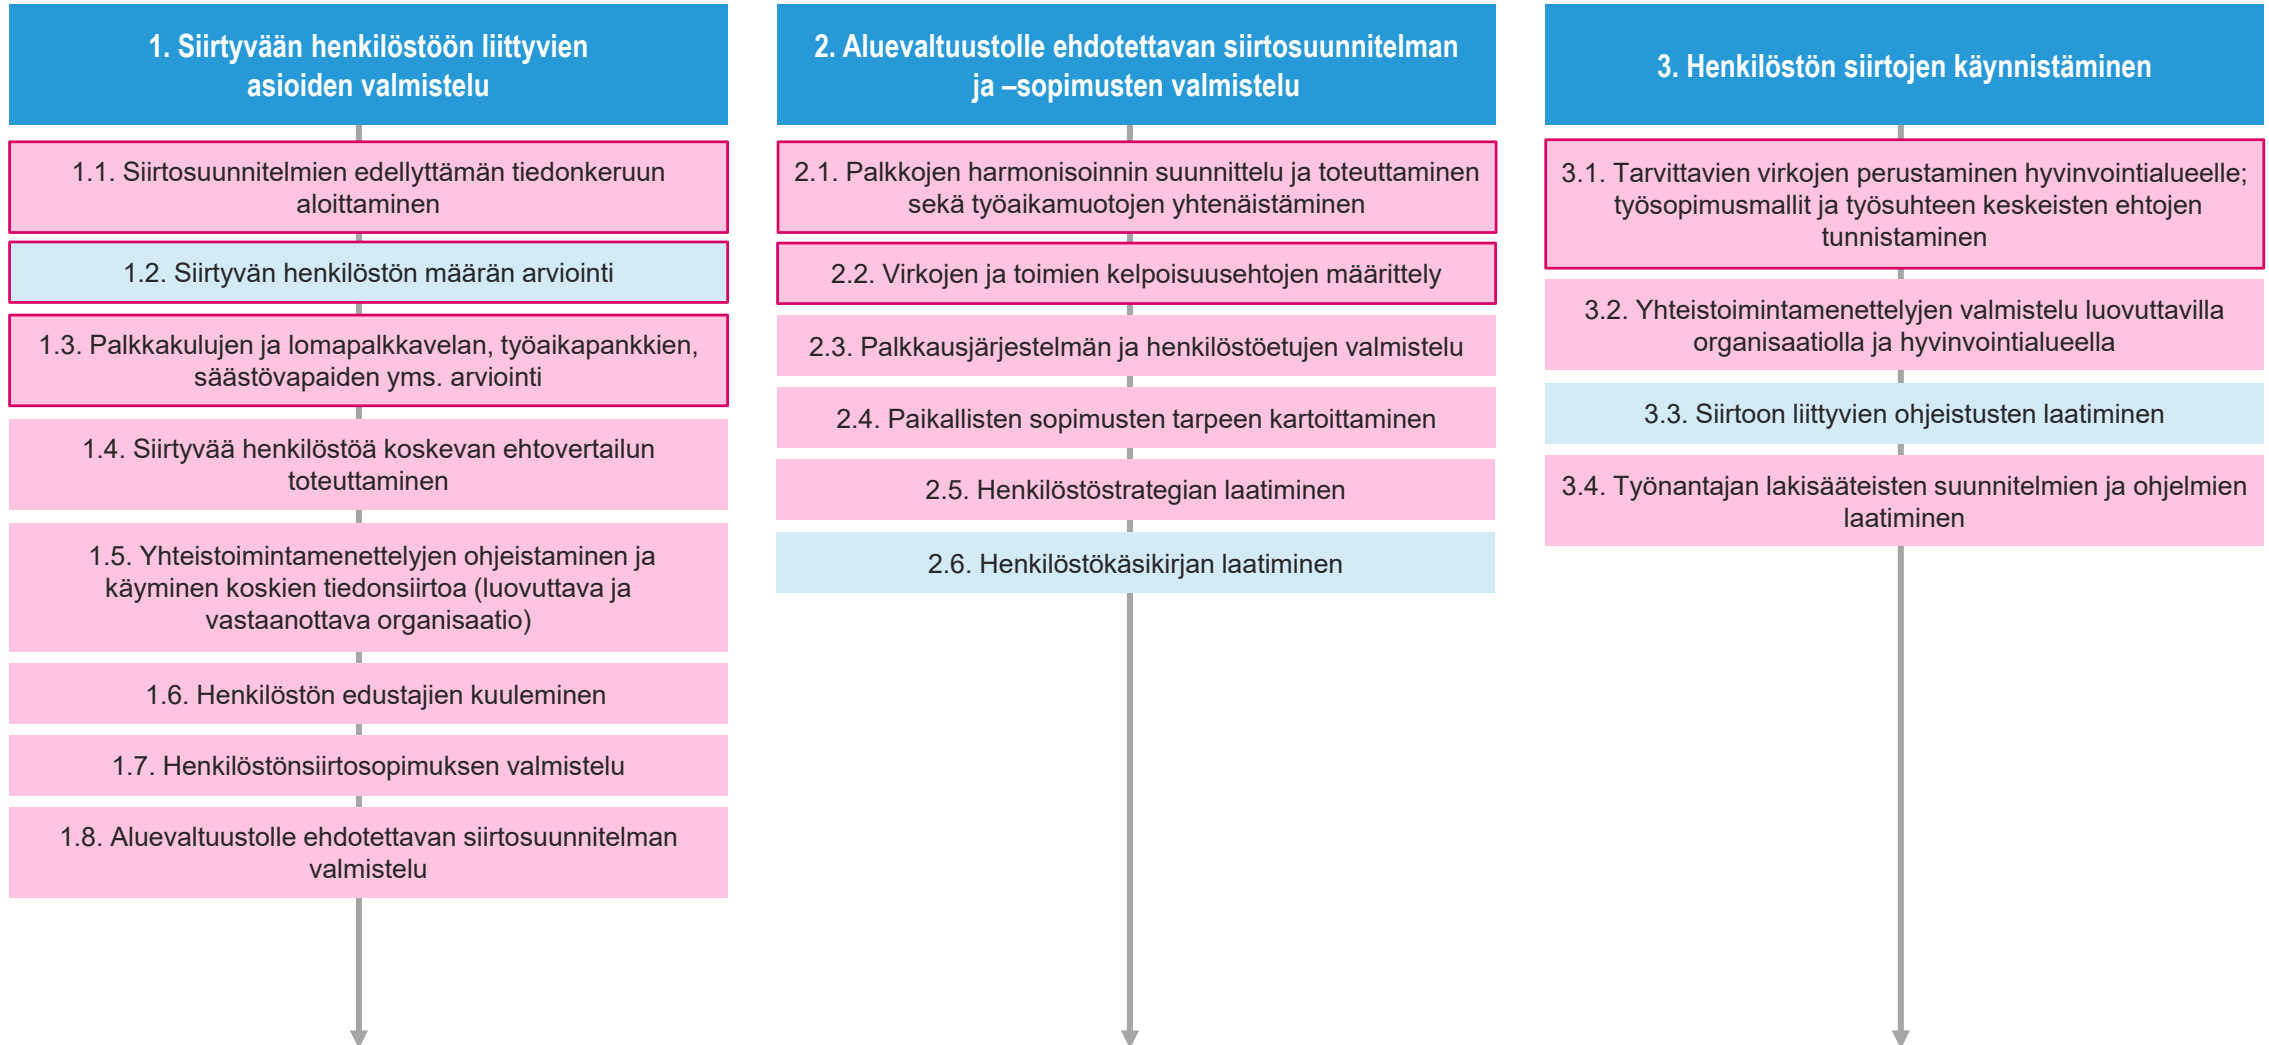 1. Siirtyvään henkilöstöön liittyvien
asioiden valmistelu
1.1. Siirtosuunnitelmien edellyttämän tiedonkeruun
aloittaminen
1.2. Siirtyvän henkilöstön määrän arviointi
1.3. Palkkakulujen ja lomapalkkavelan, työaikapankkien,
säästövapaiden yms. arviointi
1.4. Siirtyvää henkilöstöä koskevan ehtovertailun
toteuttaminen
1.5. Yhteistoimintamenettelyjen ohjeistaminen ja
käyminen koskien tiedonsiirtoa (luovuttava ja
vastaanottava organisaatio)
1.6. Henkilöstön edustajien kuuleminen
1.7. Henkilöstönsiirtosopimuksen valmistelu
1.8. Aluevaltuustolle ehdotettavan siirtosuunnitelman
valmistelu
2. Aluevaltuustolle ehdotettavan siirtosuunnitelman
ja –sopimusten valmistelu
2.1. Palkkojen harmonisoinnin suunnittelu ja toteuttaminen
sekä työaikamuotojen yhtenäistäminen
2.2. Virkojen ja toimien kelpoisuusehtojen määrittely
2.3. Palkkausjärjestelmän ja henkilöstöetujen valmistelu
2.4. Paikallisten sopimusten tarpeen kartoittaminen
2.5. Henkilöstöstrategian laatiminen
2.6. Henkilöstökäsikirjan laatiminen
3. Henkilöstön siirtojen käynnistäminen
3.1. Tarvittavien virkojen perustaminen hyvinvointialueelle;
työsopimusmallit ja työsuhteen keskeisten ehtojen
tunnistaminen
3.2. Yhteistoimintamenettelyjen valmistelu luovuttavilla
organisaatiolla ja hyvinvointialueella
3.3. Siirtoon liittyvien ohjeistusten laatiminen
3.4. Työnantajan lakisääteisten suunnitelmien ja ohjelmien
laatiminen